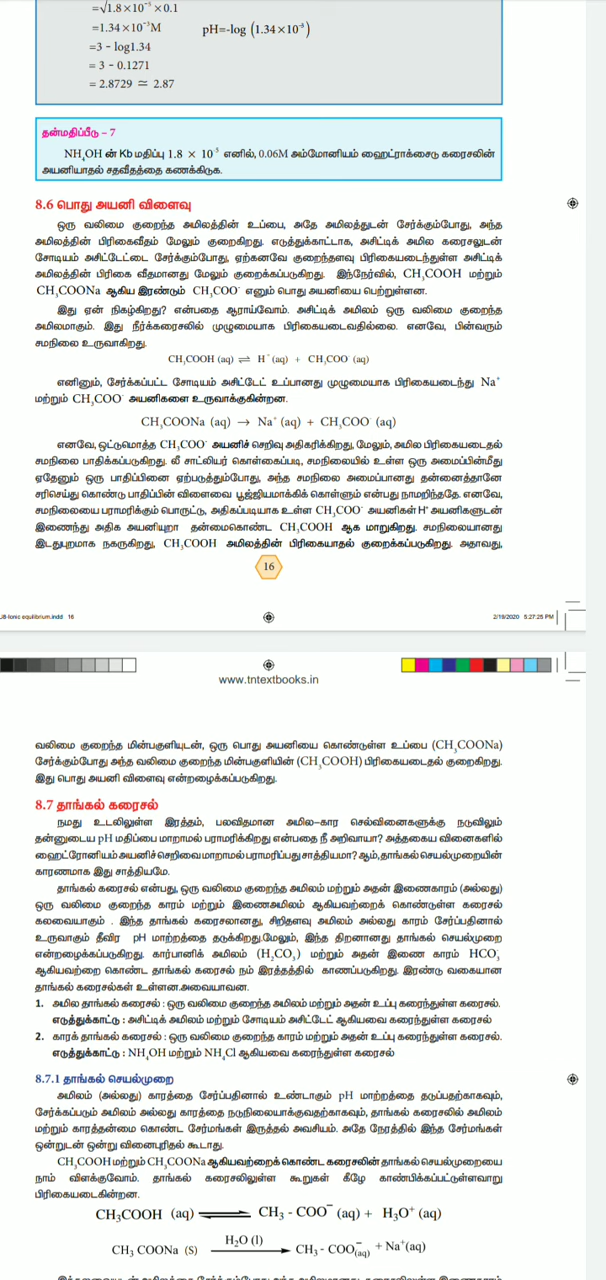 =√1.8×10⁻⁵×0.1
=1.34×10⁻³M pH=-log (1.34×10⁻³)
=3 - log1.34
= 3 - 0.1271
= 2.8729 ≃ 2.87
தன்மதிப்பீடு – 7
NH₄OH ன் Kb மதிப்பு 1.8 × 10⁻⁵ எனில், 0.06M அம்மோனியம் ஹைட்ராக்சைடு கரைசலின்
அயனியாதல் சதவீதத்தை கணக்கிடுக.
8.6 பொது அயனி விளைவு
ஒரு வலிமை குறைந்த அமிலத்தின் உப்பை, அதே அமிலத்துடன் சேர்க்கும்போது, அந்த
அமிலத்தின் பிரிகைவீதம் மேலும் குறைகிறது. எடுத்துக்காட்டாக, அசிட்டிக் அமில கரைசலுடன்
சோடியம் அசிட்டேட்டை சேர்க்கும்போது, ஏற்கனவே குறைந்தளவு பிரிகையடைந்துள்ள அசிட்டிக்
அமிலத்தின் பிரிகை வீதமானது மேலும் குறைக்கப்படுகிறது. இந்நேர்வில், CH₃COOH மற்றும்
CH₃COONa ஆகிய இரண்டும் CH₃COO⁻ எனும் பொது அயனியை பெற்றுள்ளன.
இது ஏன் நிகழ்கிறது? என்பதை ஆராய்வோம். அசிட்டிக் அமிலம் ஒரு வலிமை குறைந்த
அமிலமாகும். இது நீர்க்கரைசலில் முழுமையாக பிரிகையடைவதில்லை. எனவே, பின்வரும்
சமநிலை உருவாகிறது.
CH₃COOH (aq) ⇌ H⁺(aq) + CH₃COO (aq)
எனினும், சேர்க்கப்பட்ட சோடியம் அசிட்டேட் உப்பானது முழுமையாக பிரிகையடைந்து Na⁺
மற்றும் CH₃COO⁻ அயனிகளை உருவாக்குகின்றன.
CH₃COONa (aq) → Na⁺(aq) + CH₃COO (aq)
எனவே, ஒட்டுமொத்த CH₃COO⁻ அயனிச் செறிவு அதிகரிக்கிறது, மேலும், அமில பிரிகையடைதல்
சமநிலை பாதிக்கப்படுகிறது. லீ சாட்லியர் கொள்கைப்படி, சமநிலையில் உள்ள ஒரு அமைப்பின்மீது
ஏதேனும் ஒரு பாதிப்பினை ஏற்படுத்தும்போது, அந்த சமநிலை அமைப்பானது தன்னைத்தானே
சரிசெய்து கொண்டு பாதிப்பின் விளைவை பூஜ்ஜியமாக்கிக் கொள்ளும் என்பது நாமறிந்ததே. எனவே,
சமநிலையை பராமரிக்கும் பொருட்டு, அதிகப்படியாக உள்ள CH₃COO⁻ அயனிகள் H⁺ அயனிகளுடன்
இணைந்து அதிக அயனியுறா தன்மைகொண்ட CH₃COOH ஆக மாறுகிறது. சமநிலையானது
இடதுபுறமாக நகருகிறது, CH₃COOH அமிலத்தின் பிரிகையாதல் குறைக்கப்படுகிறது. அதாவது,
16
U8-Ionic equilibrium.indd 16 2/19/2020 5:27:25 PM
www.tntextbooks.in
வலிமை குறைந்த மின்பகுளியுடன், ஒரு பொது அயனியை கொண்டுள்ள உப்பை (CH₃COONa)
சேர்க்கும்போது அந்த வலிமை குறைந்த மின்பகுளியின் (CH₃COOH) பிரிகையடைதல் குறைகிறது.
இது பொது அயனி விளைவு என்றழைக்கப்படுகிறது.
8.7 தாங்கல் கரைசல்
நமது உடலிலுள்ள இரத்தம், பலவிதமான அமில–கார செல்வினைகளுக்கு நடுவிலும்
தன்னுடைய pH மதிப்பை மாறாமல் பராமரிக்கிறது என்பதை நீ அறிவாயா? அத்தகைய வினைகளில்
ஹைட்ரோனியம் அயனிச் செறிவை மாறாமல் பராமரிப்பது சாத்தியமா? ஆம், தாங்கல் செயல்முறையின்
காரணமாக இது சாத்தியமே.
தாங்கல் கரைசல் என்பது, ஒரு வலிமை குறைந்த அமிலம் மற்றும் அதன் இணைகாரம் (அல்லது)
ஒரு வலிமை குறைந்த காரம் மற்றும் இணைஅமிலம் ஆகியவற்றைக் கொண்டுள்ள கரைசல்
கலவையாகும் . இந்த தாங்கல் கரைசலானது, சிறிதளவு அமிலம் அல்லது காரம் சேர்ப்பதினால்
உருவாகும் தீவிர pH மாற்றத்தை தடுக்கிறது.மேலும், இந்த திறனானது தாங்கல் செயல்முறை
என்றழைக்கப்படுகிறது. கார்பானிக் அமிலம் (H₂CO₃) மற்றும் அதன் இணை காரம் HCO₃⁻
ஆகியவற்றை கொண்ட தாங்கல் கரைசல் நம் இரத்தத்தில் காணப்படுகிறது. இரண்டு வகையான
தாங்கல் கரைசல்கள் உள்ளன.அவையாவன.
1. அமில தாங்கல் கரைசல் : ஒரு வலிமை குறைந்த அமிலம் மற்றும் அதன் உப்பு கரைந்துள்ள கரைசல்.
எடுத்துக்காட்டு : அசிட்டிக் அமிலம் மற்றும் சோடியம் அசிட்டேட் ஆகியவை கரைந்துள்ள கரைசல்
2. காரக் தாங்கல் கரைசல் : ஒரு வலிமை குறைந்த காரம் மற்றும் அதன் உப்பு கரைந்துள்ள கரைசல்.
எடுத்துக்காட்டு : NH₄OH மற்றும் NH₄Cl ஆகியவை கரைந்துள்ள கரைசல்
8.7.1 தாங்கல் செயல்முறை
அமிலம் (அல்லது) காரத்தை சேர்ப்பதினால் உண்டாகும் pH மாற்றத்தை தடுப்பதற்காகவும்,
சேர்க்கப்படும் அமிலம் அல்லது காரத்தை நடுநிலையாக்குவதற்காகவும், தாங்கல் கரைசலில் அமிலம்
மற்றும் காரத்தன்மை கொண்ட சேர்மங்கள் இருத்தல் அவசியம். அதே நேரத்தில் இந்த சேர்மங்கள்
ஒன்றுடன் ஒன்று வினைபுரிதல் கூடாது.
CH₃COOH மற்றும் CH₃COONa ஆகியவற்றைக் கொண்ட கரைசலின் தாங்கல் செயல்முறையை
நாம் விளக்குவோம். தாங்கல் கரைசலிலுள்ள கூறுகள் கீழே காண்பிக்கப்பட்டுள்ளவாறு
பிரிகையடைகின்றன.
CH₃COOH (aq) ⇌ CH₃ - COO⁻ (aq) + H₃O⁺ (aq)
CH₃ COONa (S) H₂O (l) → CH₃ - COO⁻(aq) + Na⁺(aq)